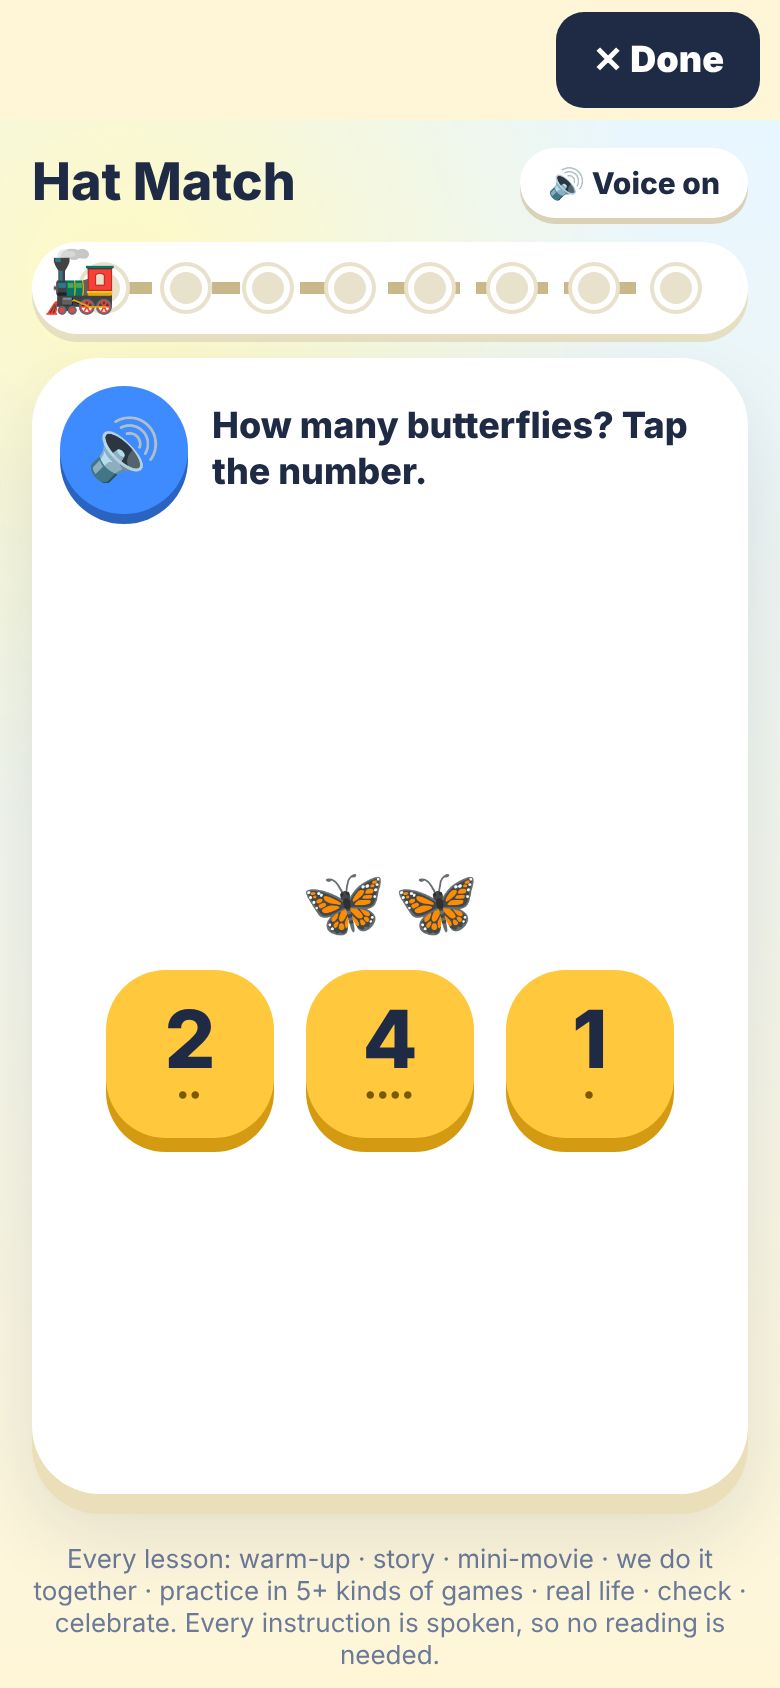 ✕ Done
Hat Match
🔊 Voice on
How many butterflies? Tap
the number.
2
4
1
Every lesson: warm-up · story · mini-movie · we do it
together · practice in 5+ kinds of games · real life · check ·
celebrate. Every instruction is spoken, so no reading is
needed.